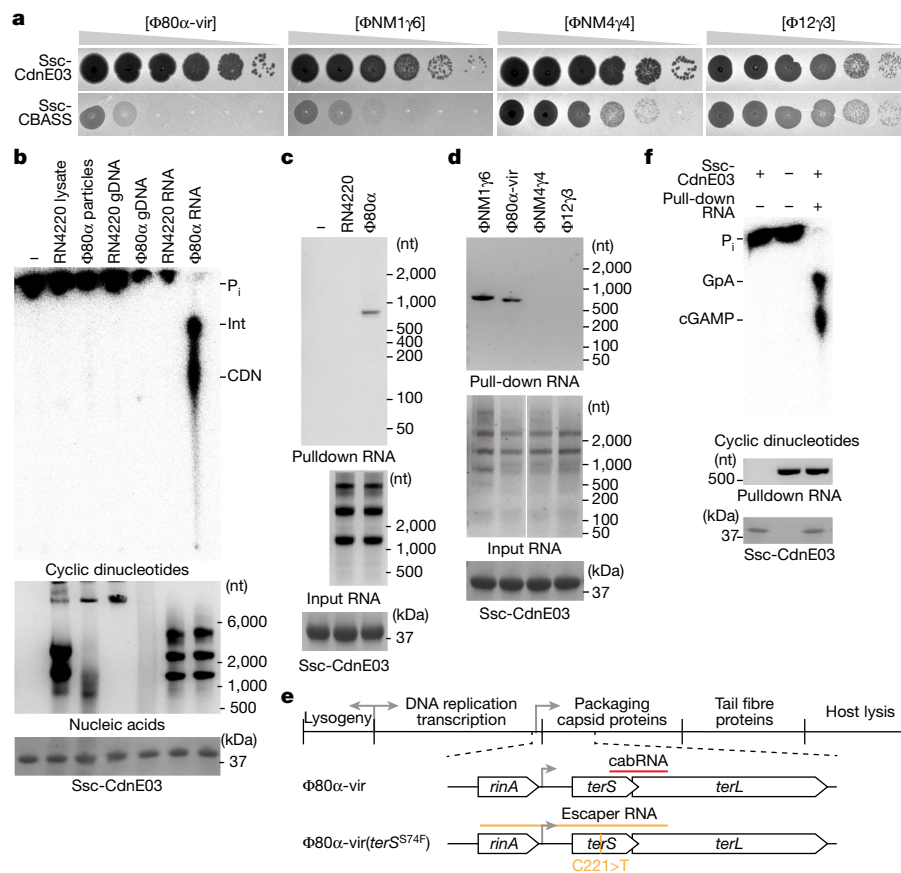 a
[Φ80α-vir] [ΦNM1γ6] [ΦNM4γ4] [Φ12γ3]
Ssc-
CdnE03
Ssc-
CBASS
b
–
RN4220 lysate
Φ80α particles
RN4220 gDNA
Φ80α gDNA
RN4220 RNA
Φ80α RNA
Pi
Int
CDN
Cyclic dinucleotides
(nt)
6,000
2,000
1,000
500
Nucleic acids
(kDa)
37
Ssc-CdnE03
c
–
RN4220
Φ80α
(nt)
2,000
1,000
500
400
200
100
50
Pulldown RNA
(nt)
2,000
1,000
500
Input RNA
(kDa)
37
Ssc-CdnE03
d
ΦNM1γ6
Φ80α-vir
ΦNM4γ4
Φ12γ3
(nt)
2,000
1,000
500
200
100
50
Pull-down RNA
(nt)
2,000
1,000
500
200
100
50
Input RNA
(kDa)
37
Ssc-CdnE03
f
Ssc-
CdnE03 + – +
Pull-down
RNA – – +
Pi
GpA
cGAMP
Cyclic dinucleotides
(nt)
500
Pulldown RNA
(kDa)
37
Ssc-CdnE03
e
Lysogeny
DNA replication
transcription
Packaging
capsid proteins
Tail fibre
proteins
Host lysis
cabRNA
Φ80α-vir rinA terS terL
Escaper RNA
Φ80α-vir(terS^S74F) rinA terS terL
C221>T